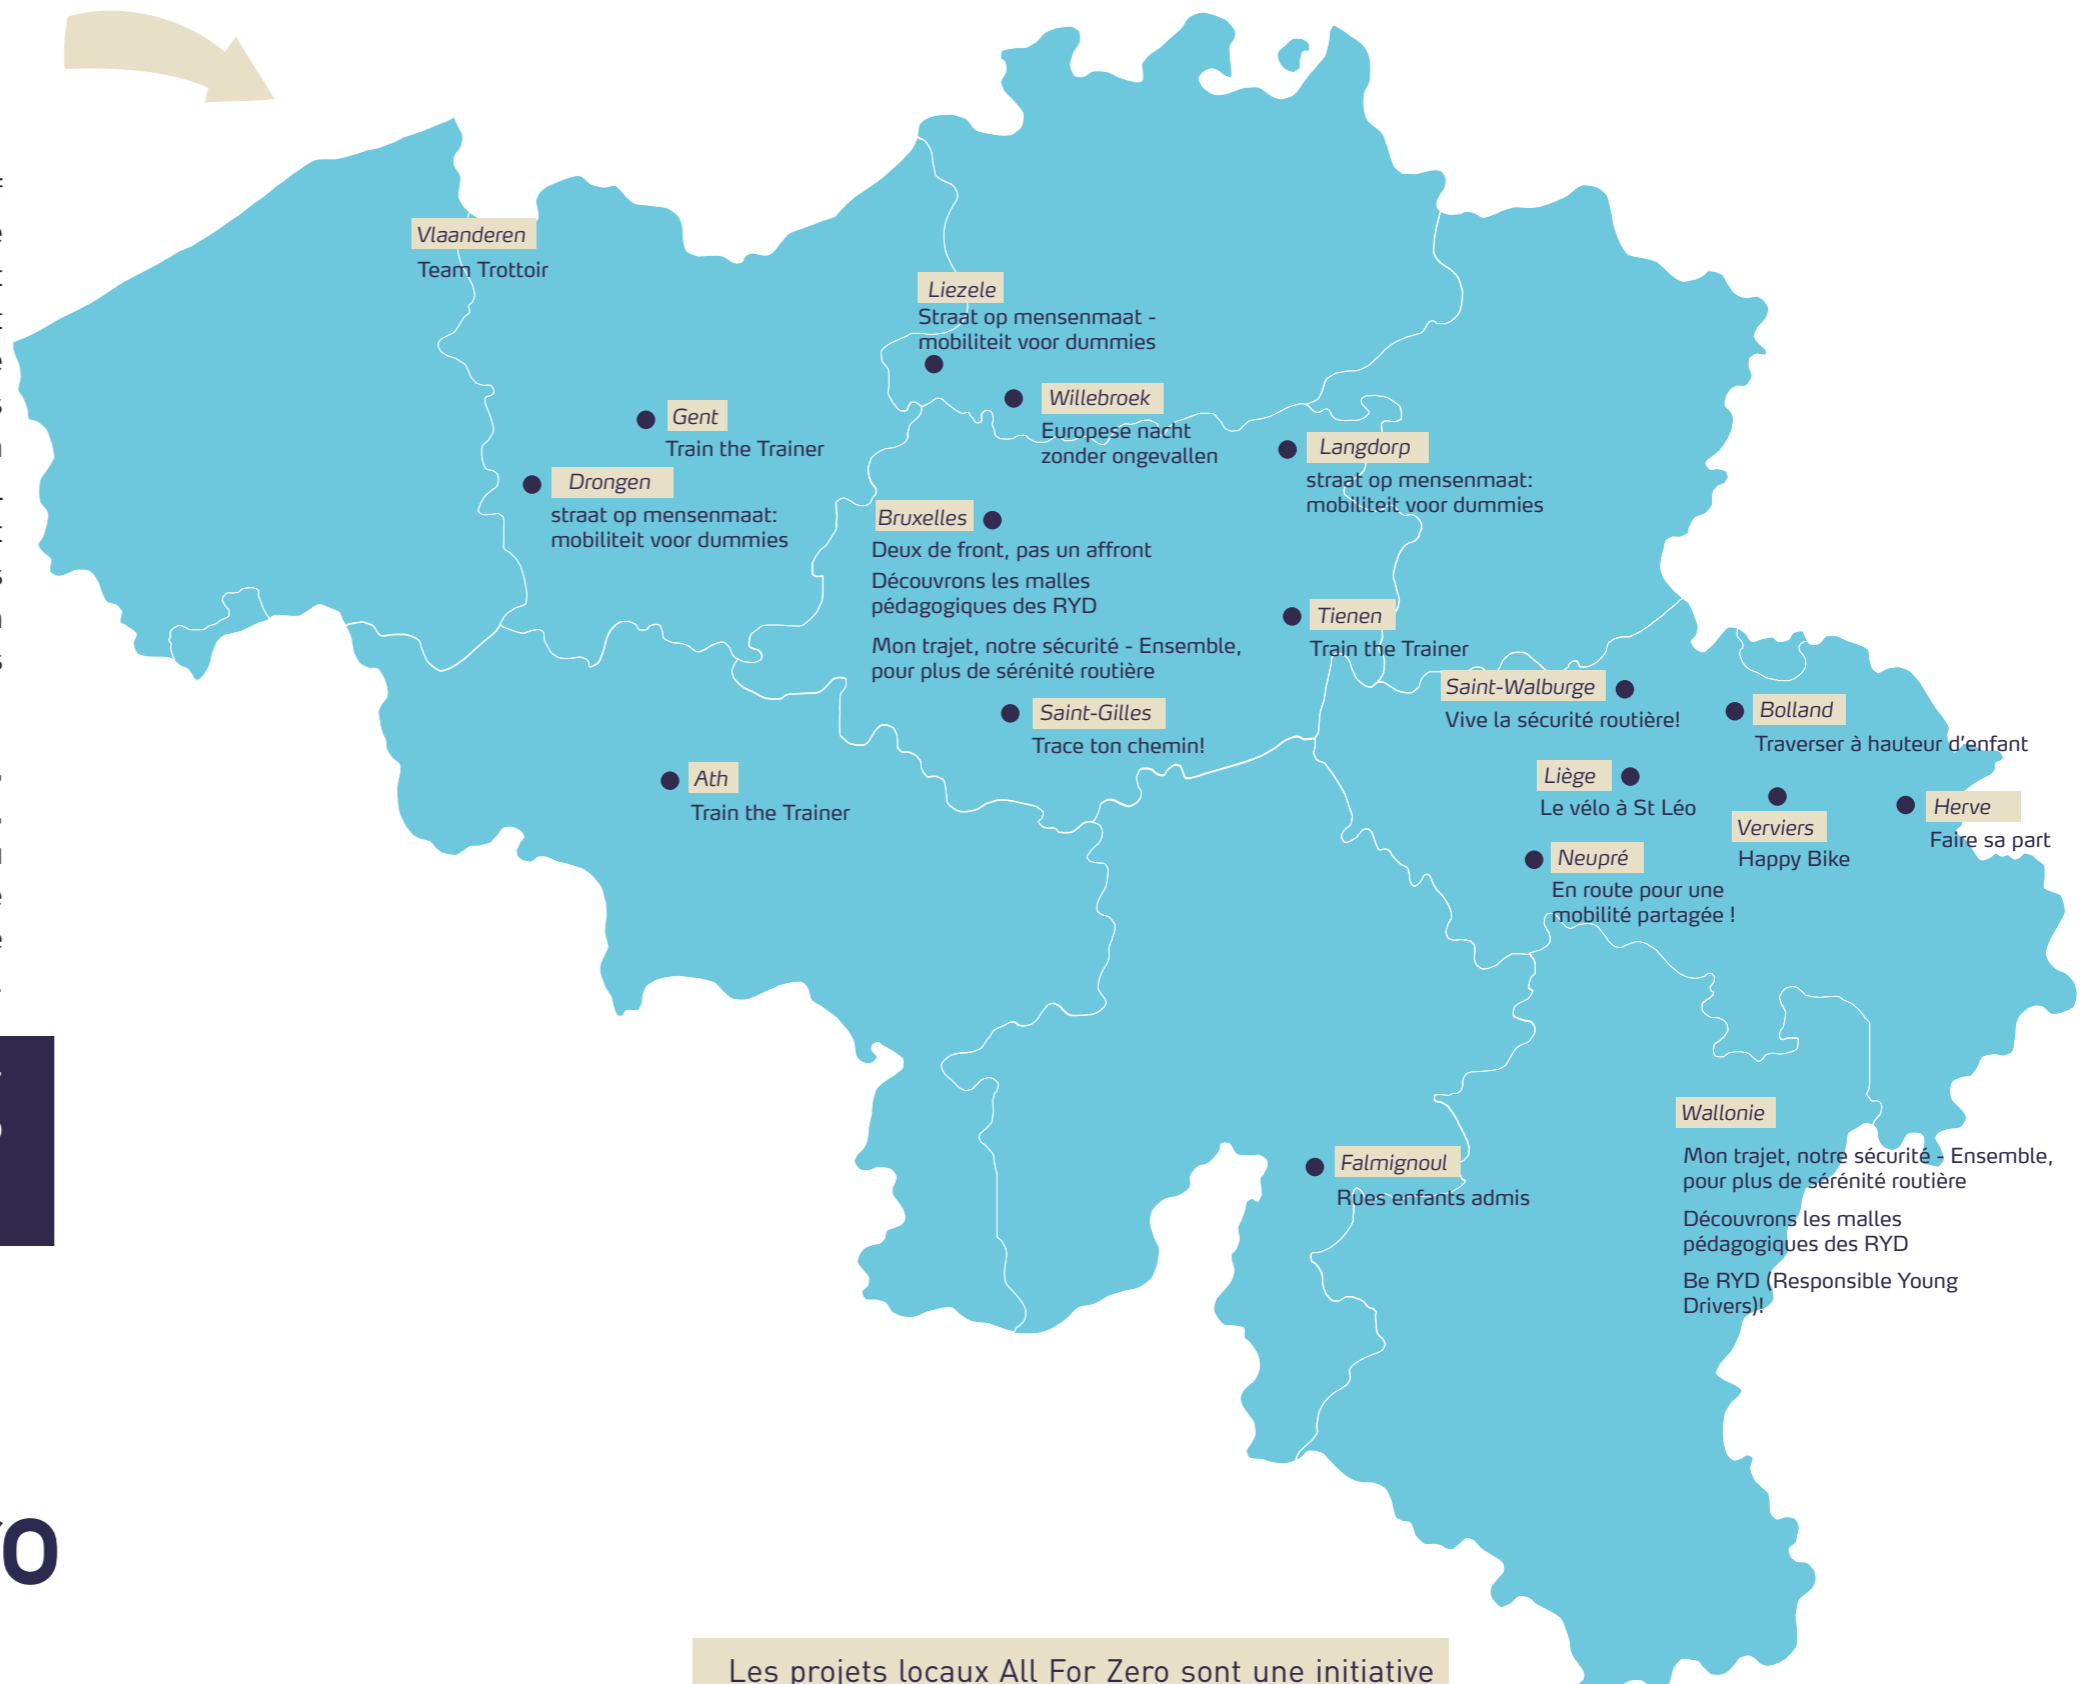 Vlaanderen
Team Trottoir
Liezele
Straat op mensenmaat -
mobiliteit voor dummies
Willebroek
Europese nacht
zonder ongevallen
Gent
Train the Trainer
Langdorp
straat op mensenmaat:
mobiliteit voor dummies
Drongen
straat op mensenmaat:
mobiliteit voor dummies
Bruxelles
Deux de front, pas un affront
Découvrons les malles
pédagogiques des RYD
Mon trajet, notre sécurité - Ensemble,
pour plus de sérénité routière
Tienen
Train the Trainer
Saint-Gilles
Trace ton chemin!
Saint-Walburge
Vive la sécurité routière!
Bolland
Traverser à hauteur d'enfant
Ath
Train the Trainer
Liège
Le vélo à St Léo
Verviers
Happy Bike
Herve
Faire sa part
Neupré
En route pour une
mobilité partagée !
Wallonie
Mon trajet, notre sécurité - Ensemble,
pour plus de sérénité routière
Découvrons les malles
pédagogiques des RYD
Be RYD (Responsible Young
Drivers)!
Falmignoul
Rues enfants admis
Les projets locaux All For Zero sont une initiative